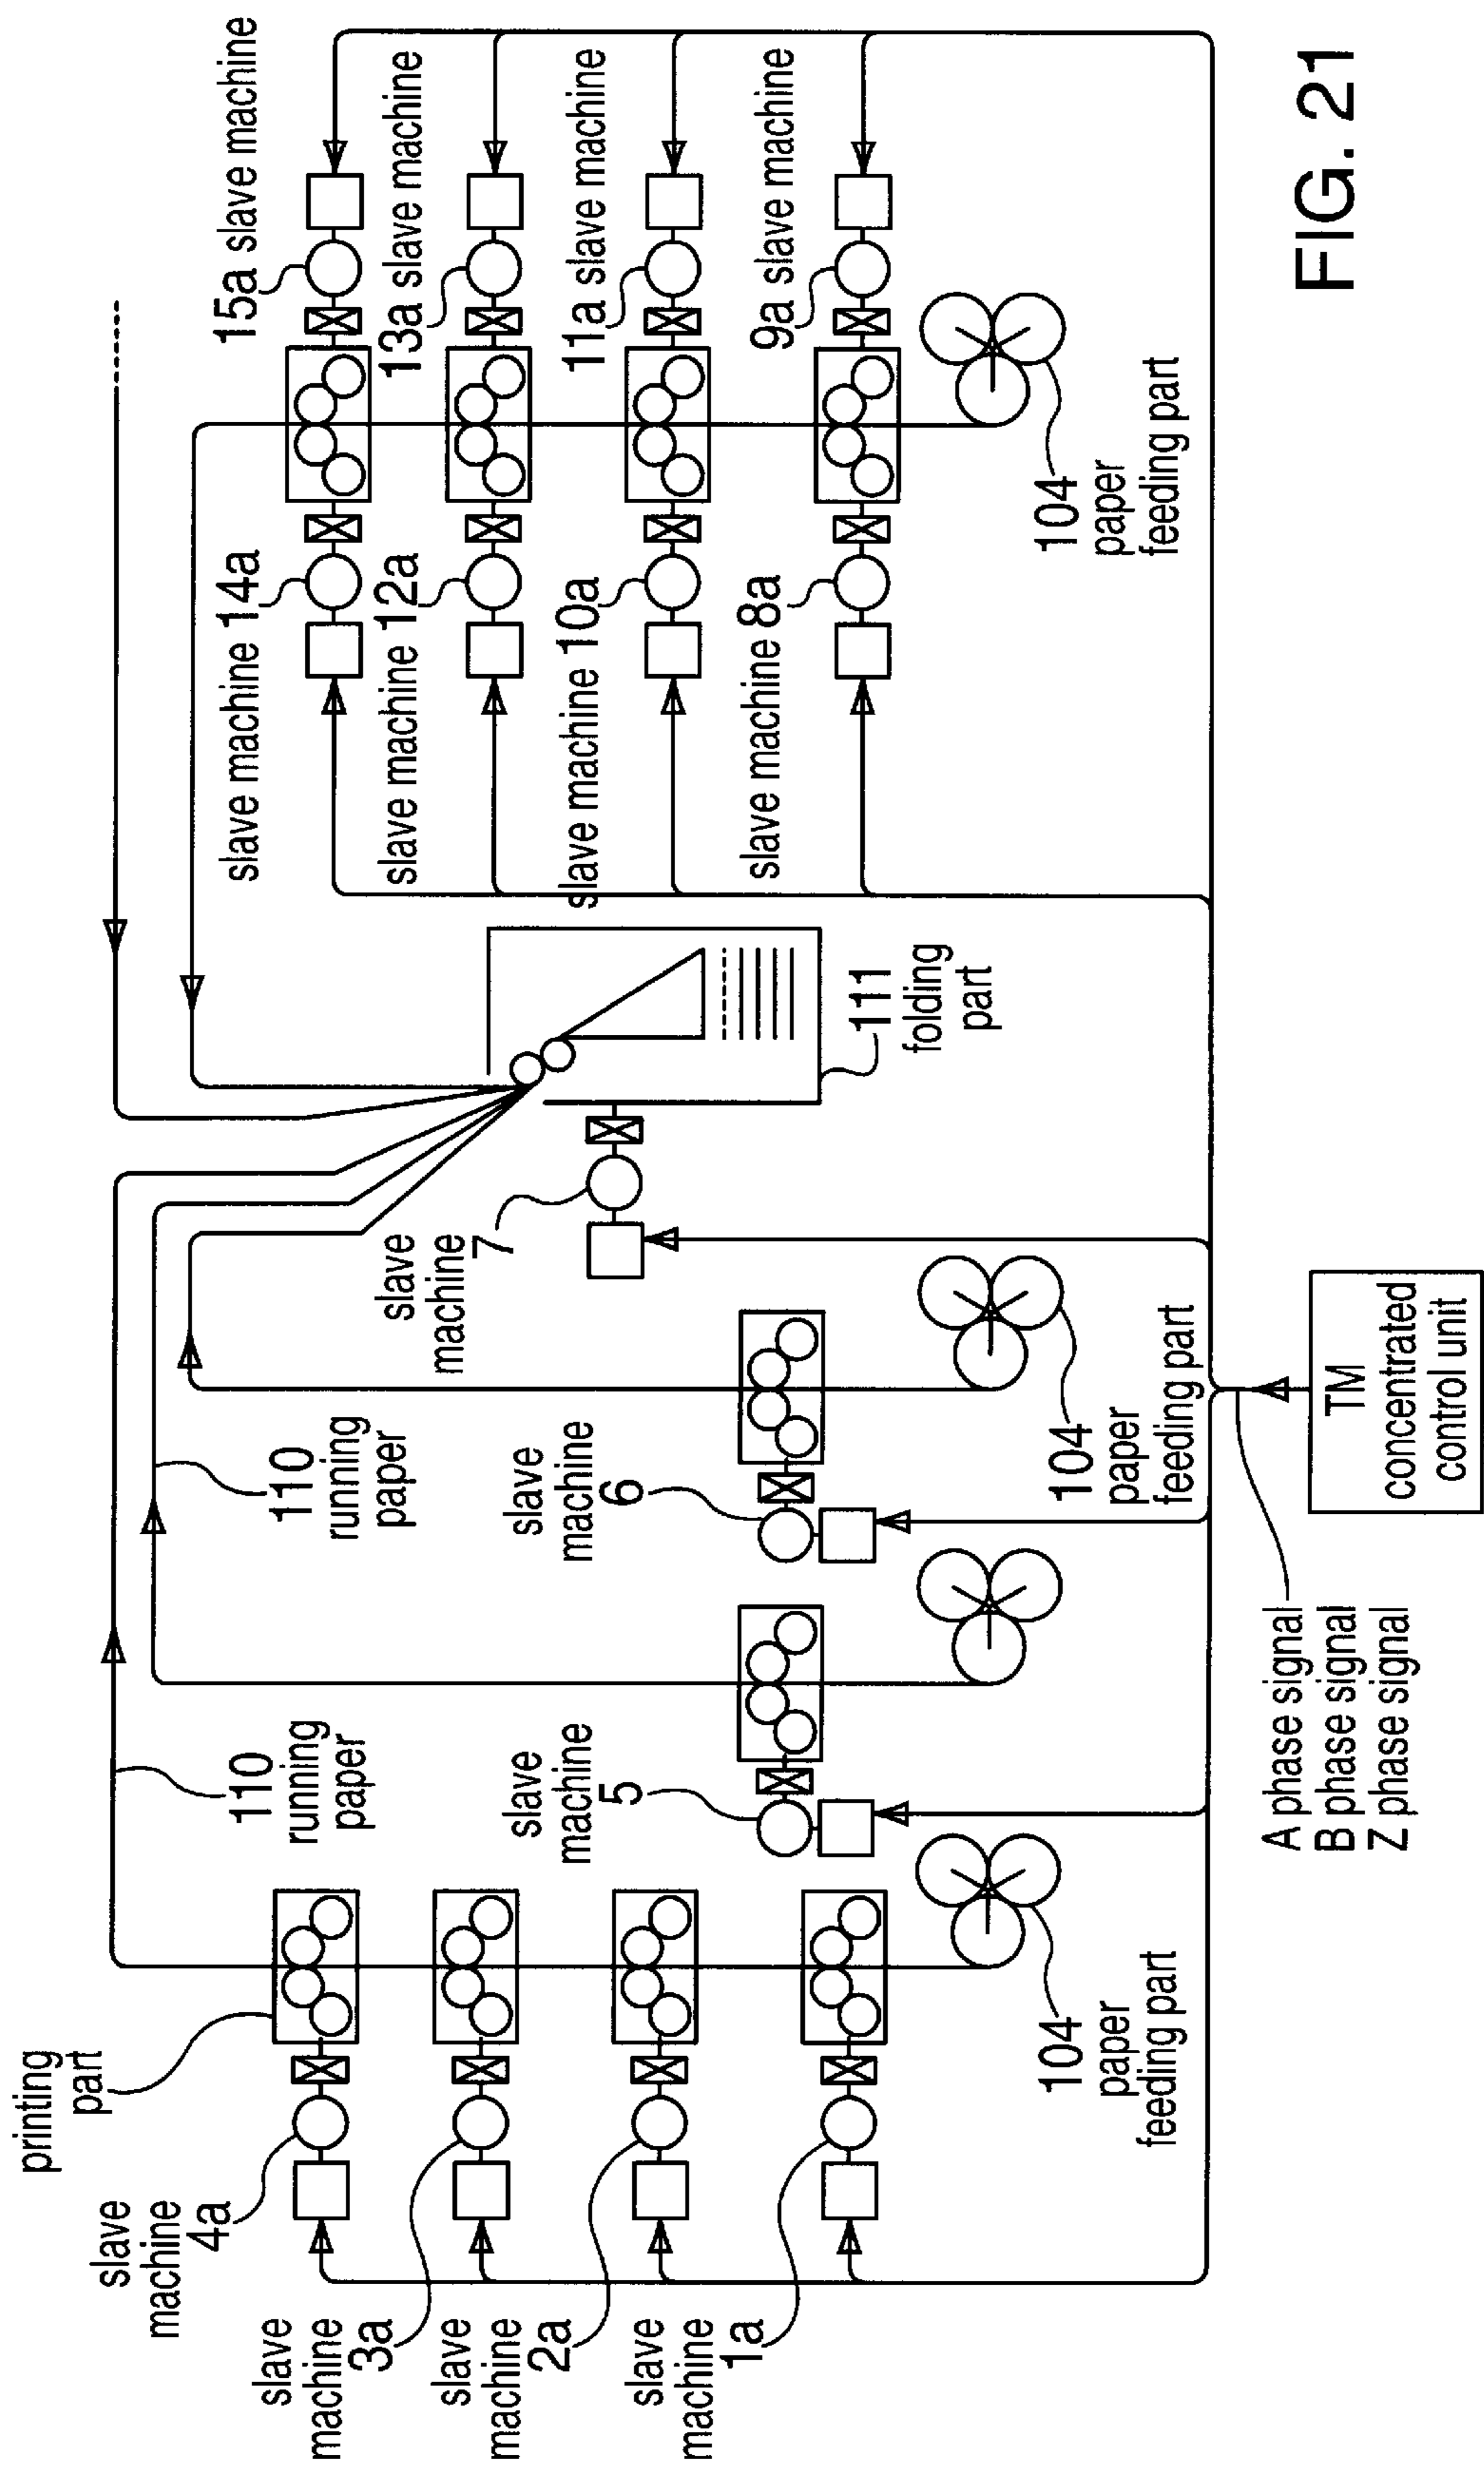 printing
part
slave
machine
4a
slave
machine
3a
slave
machine
2a
slave
machine
1a
110
running
paper
110
running
paper
slave
machine
5
slave
machine
6
slave
machine
7
104
paper
feeding part
104
paper
feeding part
111
folding
part
slave machine 14a
slave machine 12a
slave machine 10a
slave machine 8a
15a slave machine
13a slave machine
11a slave machine
9a slave machine
104
paper
feeding part
A phase signal
B phase signal
Z phase signal
TM
concentrated
control unit
FIG. 21